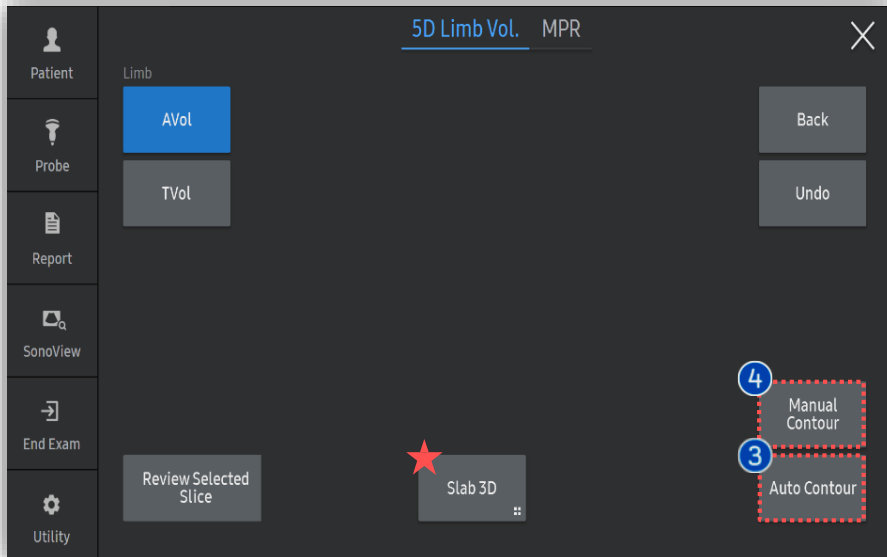 Patient
Probe
Report
SonoView
End Exam
Utility
5D Limb Vol. MPR
Limb
AVol
TVol
Back
Undo
4
Manual
Contour
3
Auto Contour
Review Selected
Slice
Slab 3D